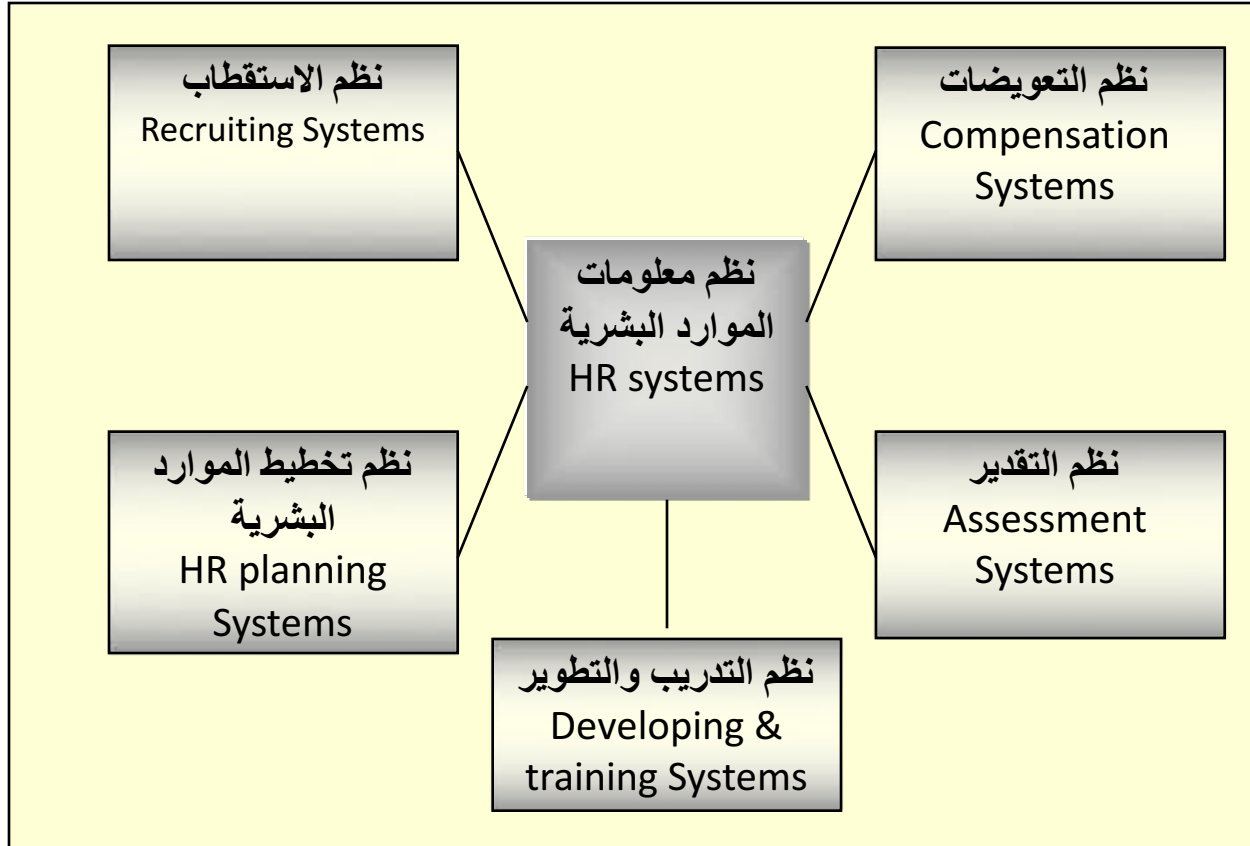 نظم الاستقطاب
Recruiting Systems
نظم التعويضات
Compensation
Systems
نظم معلومات
الموارد البشرية
HR systems
نظم تخطيط الموارد
البشرية
HR planning
Systems
نظم التقدير
Assessment
Systems
نظم التدريب والتطوير
Developing &
training Systems